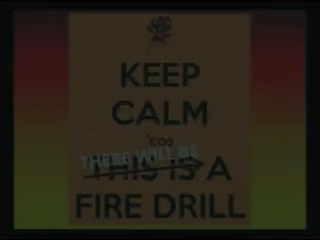 KEEP
CALM
'cos
THERE WILL BE
THIS IS A
FIRE DRILL